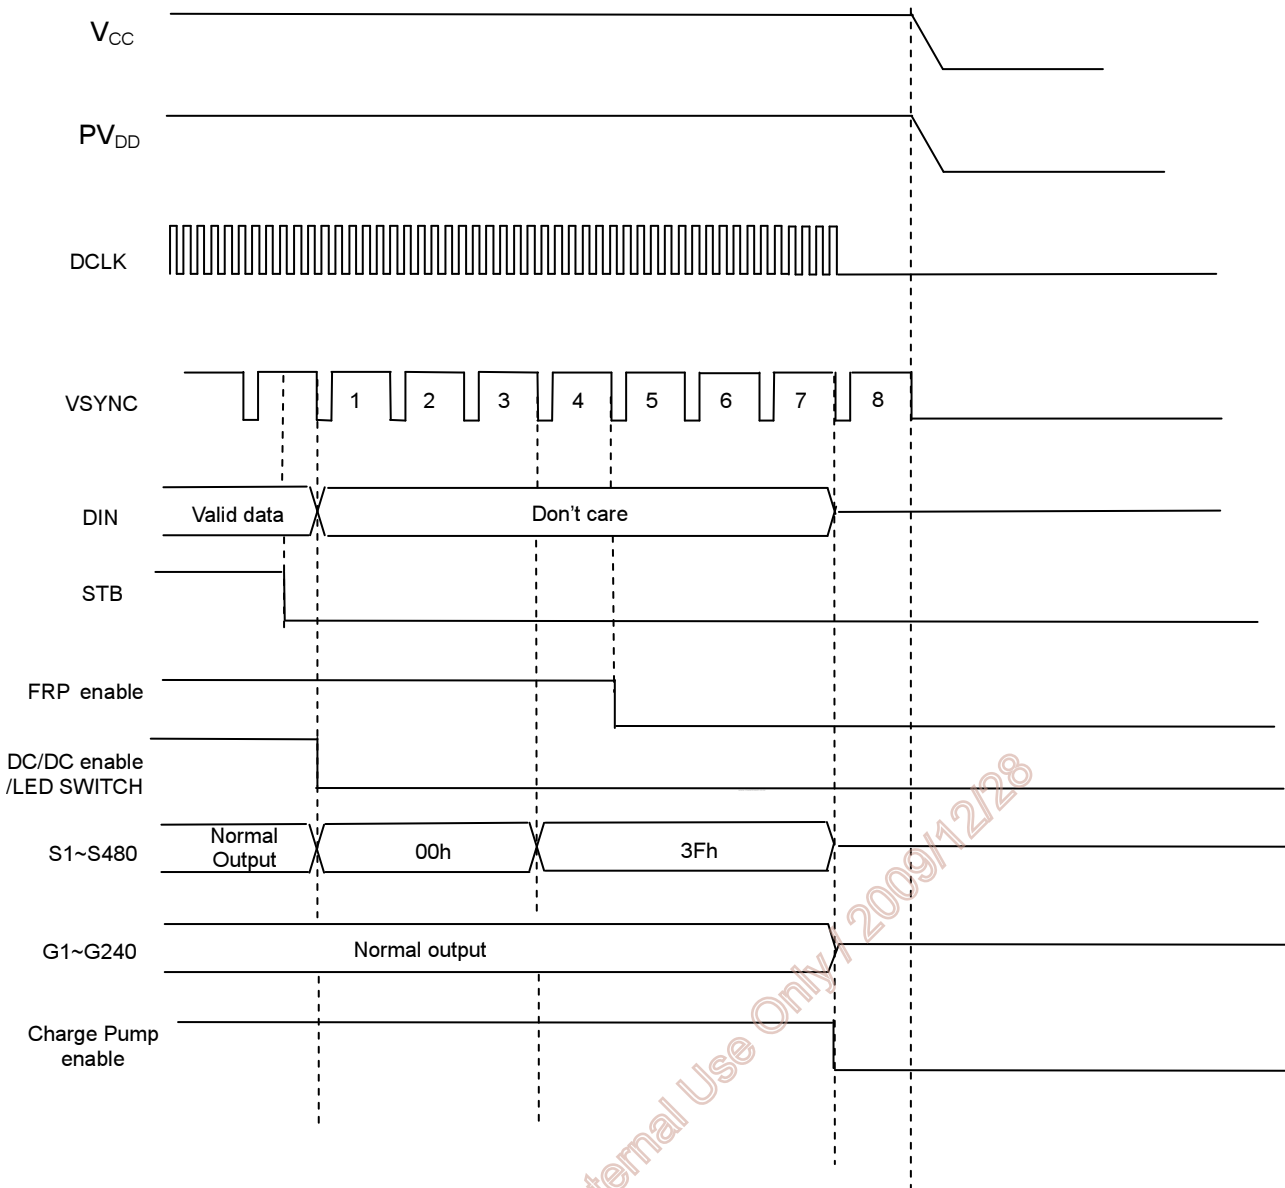 VCC
PVDD
DCLK
VSYNC
1 2 3 4 5 6 7 8
DIN
Valid data
Don't care
STB
FRP enable
DC/DC enable
/LED SWITCH
S1~S480
Normal
Output
00h
3Fh
G1~G240
Normal output
Charge Pump
enable
ternal Use Only / 2009/12/28